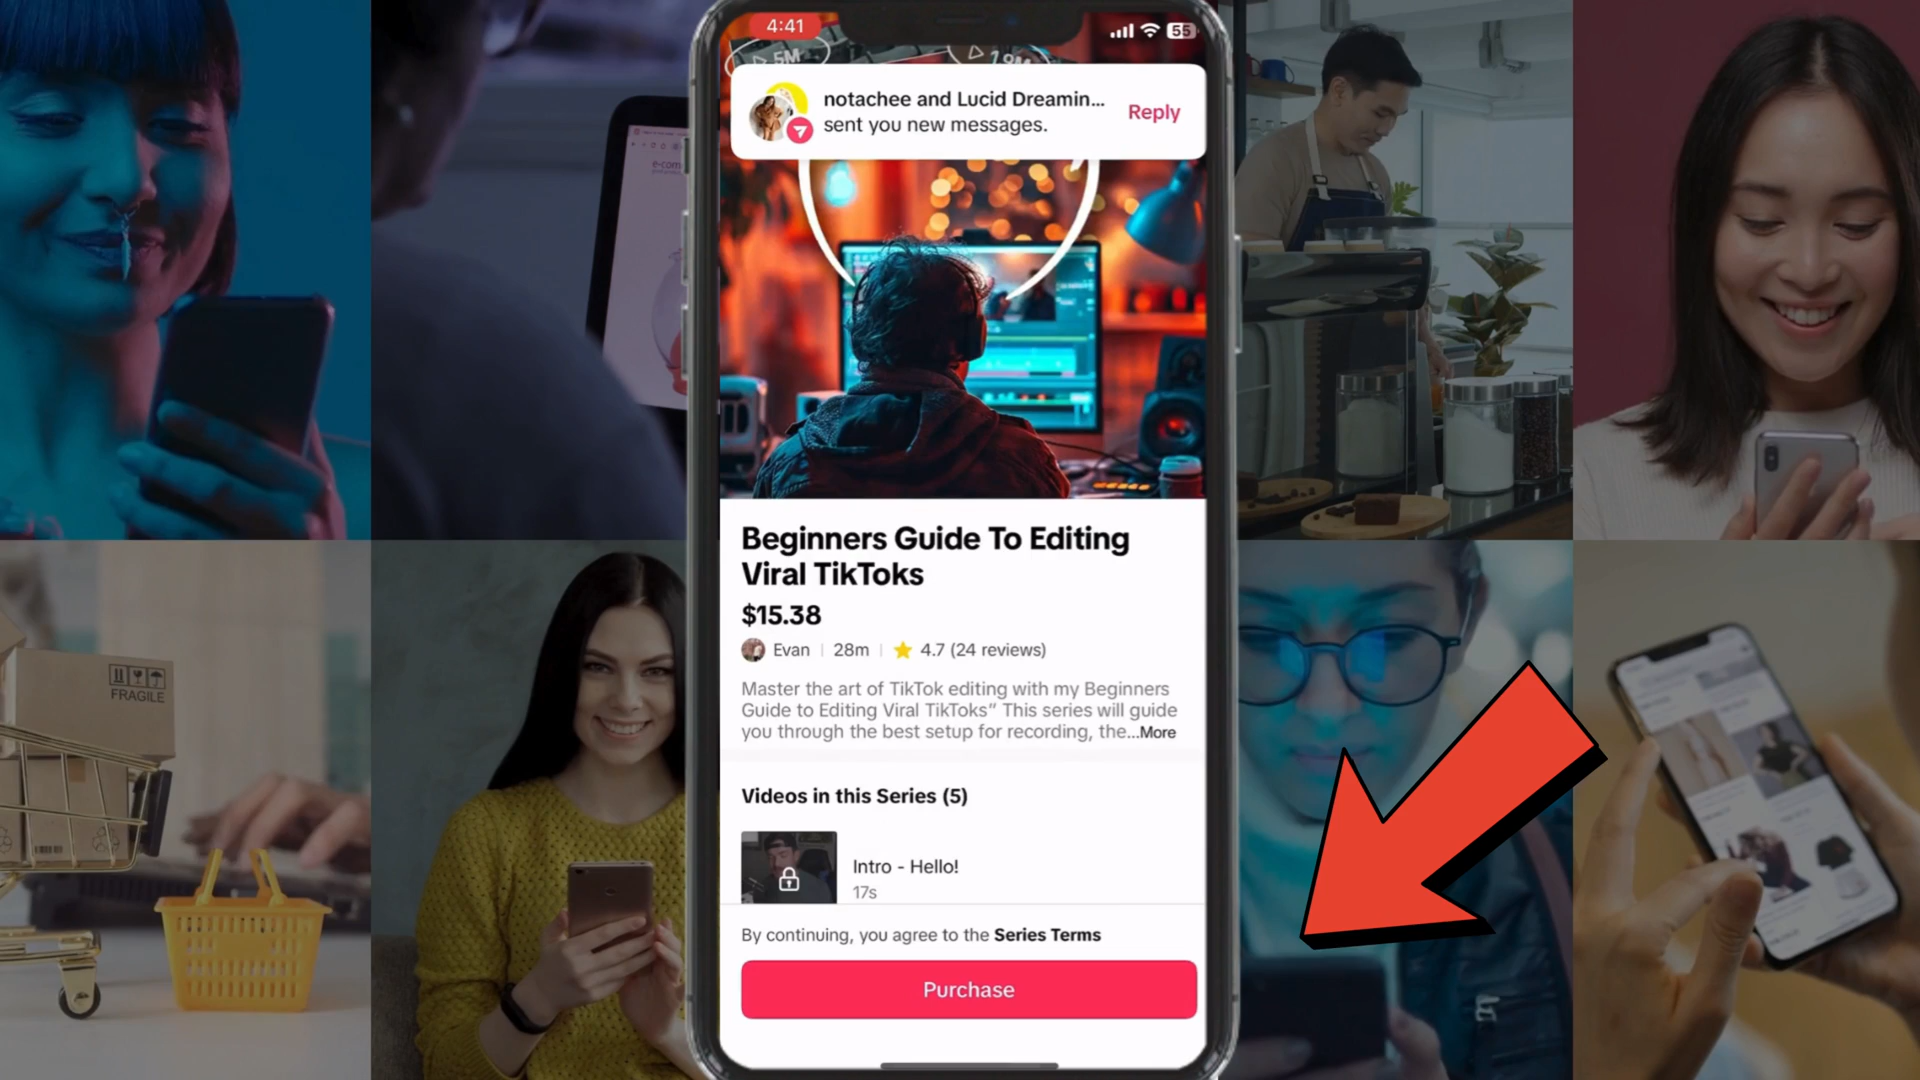 4:41
55
5M
notachee and Lucid Dreamin...
sent you new messages.
Reply
e-com
FRAGILE
Beginners Guide To Editing
Viral TikToks
$15.38
Evan | 28m | 4.7 (24 reviews)
Master the art of TikTok editing with my Beginners
Guide to Editing Viral TikToks” This series will guide
you through the best setup for recording, the...More
Videos in this Series (5)
Intro - Hello!
17s
By continuing, you agree to the Series Terms
Purchase